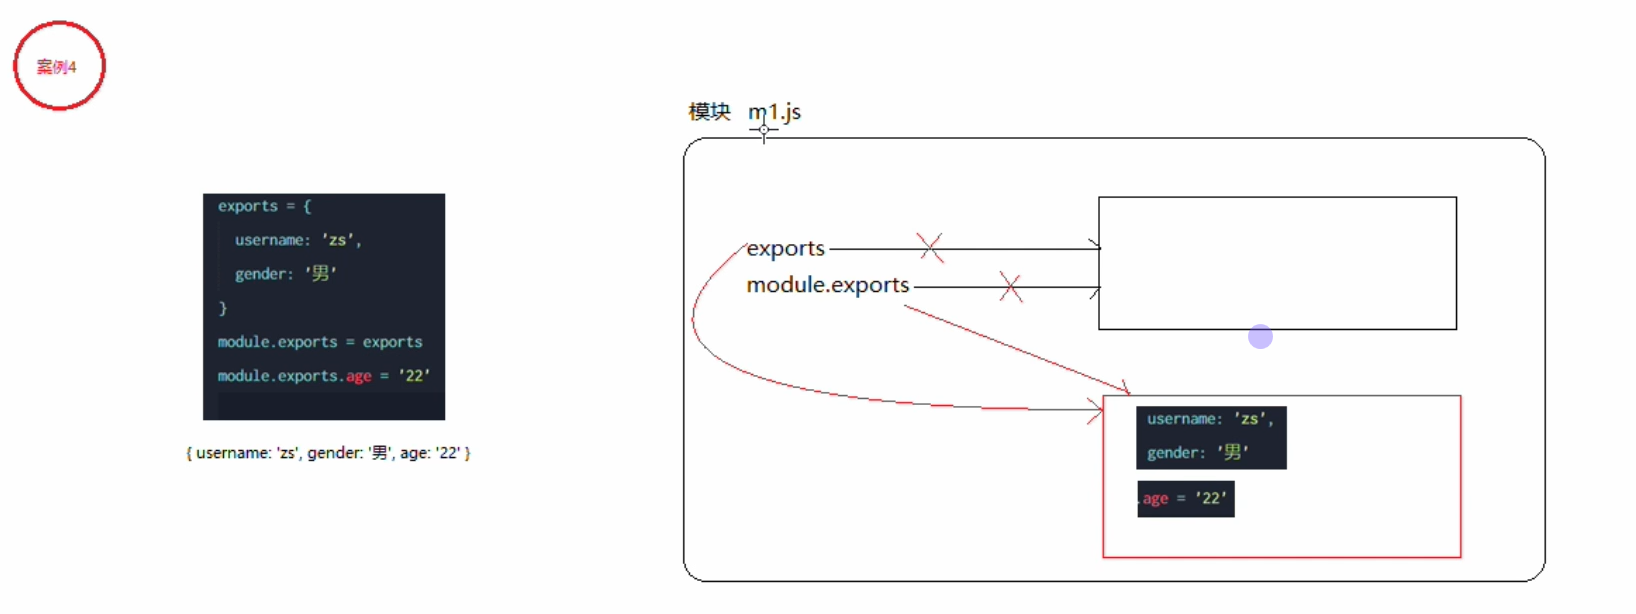 案例4
模块 m1.js
exports = {
username: 'zs',
gender: '男'
}
module.exports = exports
module.exports.age = '22'
{ username: 'zs', gender: '男', age: '22' }
exports
module.exports
username: 'zs',
gender: '男'
.age = '22'